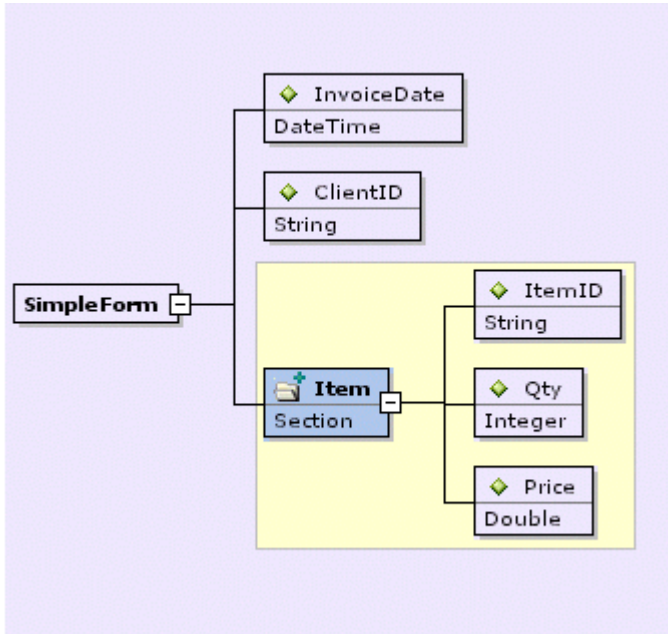 InvoiceDate
DateTime
ClientID
String
SimpleForm
Item
Section
ItemID
String
Qty
Integer
Price
Double